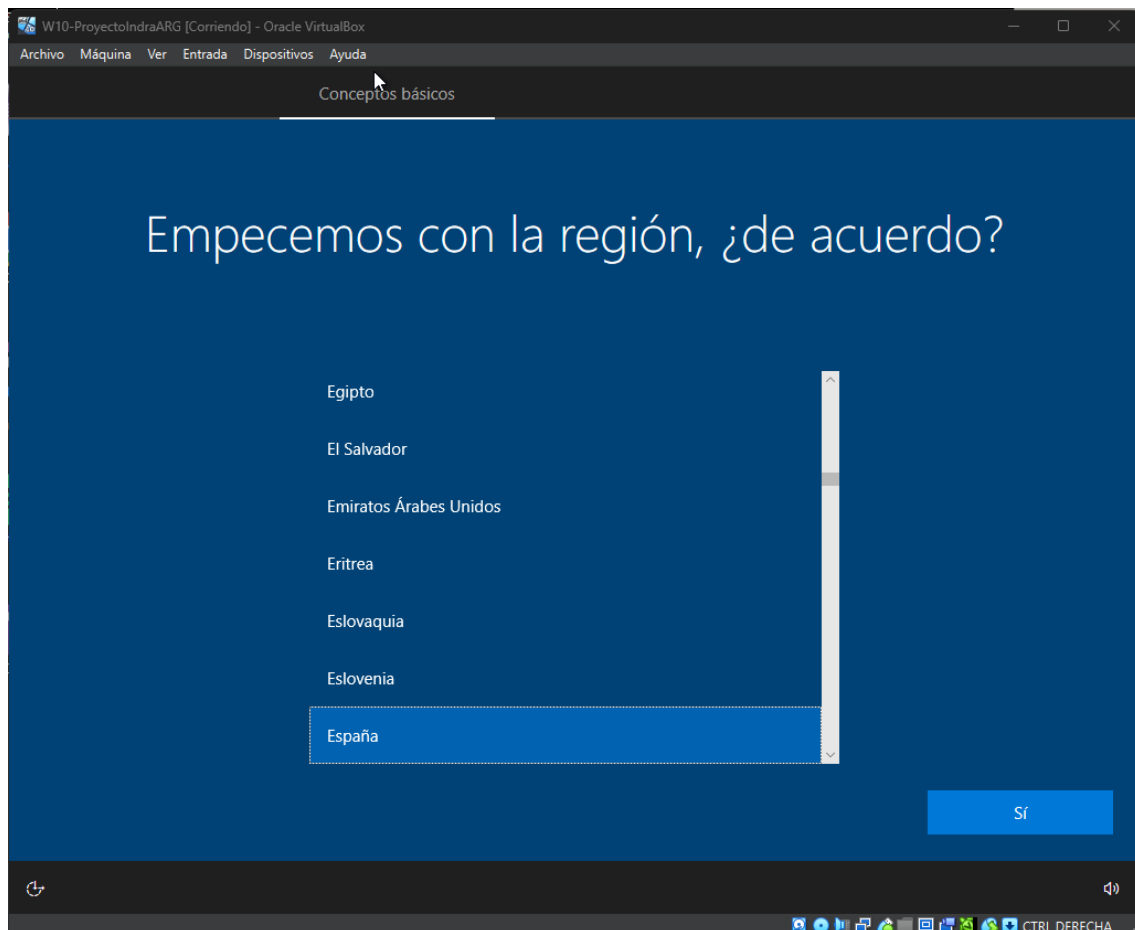 W10-ProyectoIndraARG [Corriendo] - Oracle VirtualBox
Archivo Máquina Ver Entrada Dispositivos Ayuda
Conceptos básicos
Empecemos con la región, ¿de acuerdo?
Egipto
El Salvador
Emiratos Árabes Unidos
Eritrea
Eslovaquia
Eslovenia
España
Sí
CTRL DERECHA